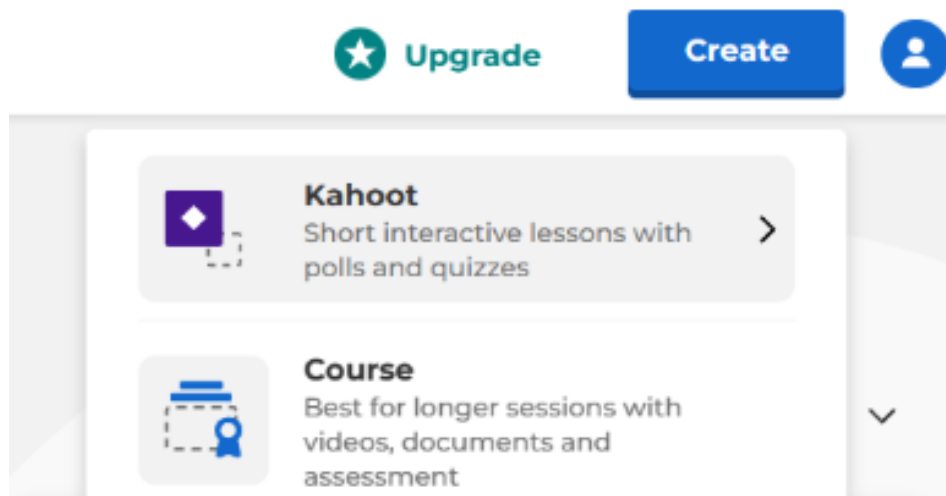 Upgrade
Create
Kahoot
Short interactive lessons with
polls and quizzes
Course
Best for longer sessions with
videos, documents and
assessment